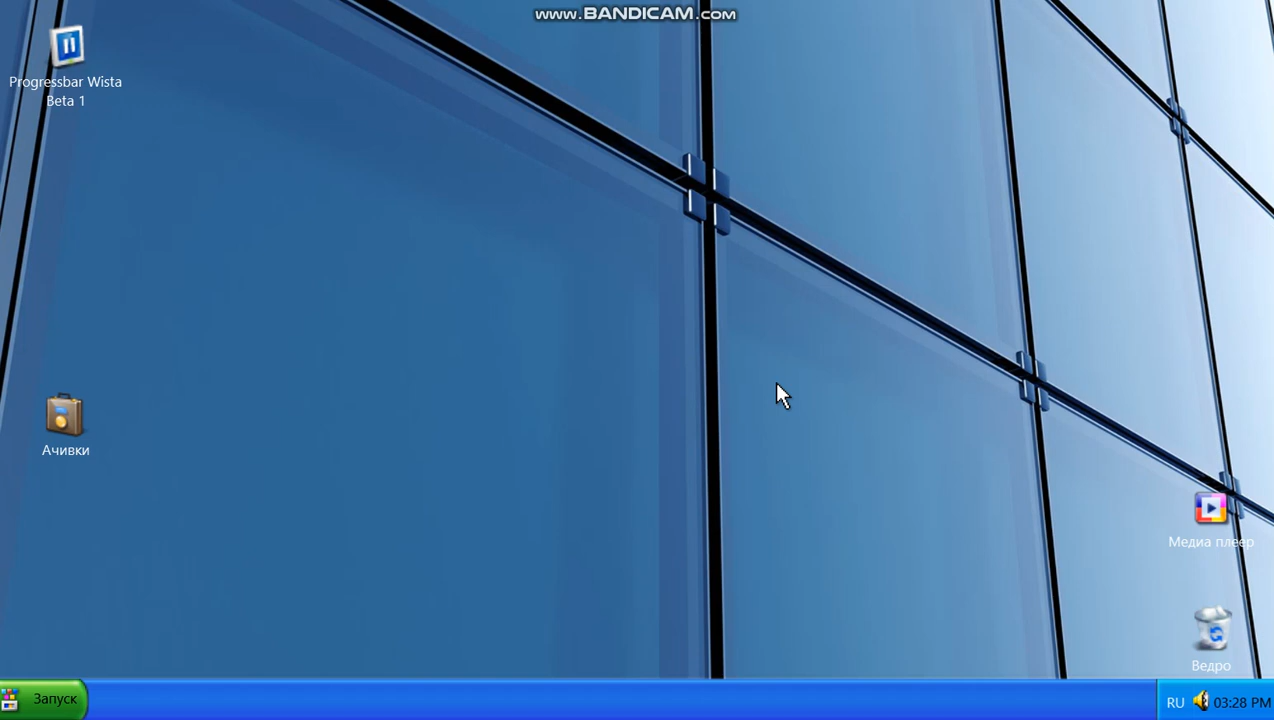 www.BANDICAM.com
Progressbar Wista
Beta 1
Ачивки
Медиа плеер
Ведро
Запуск
RU
03:28 PM